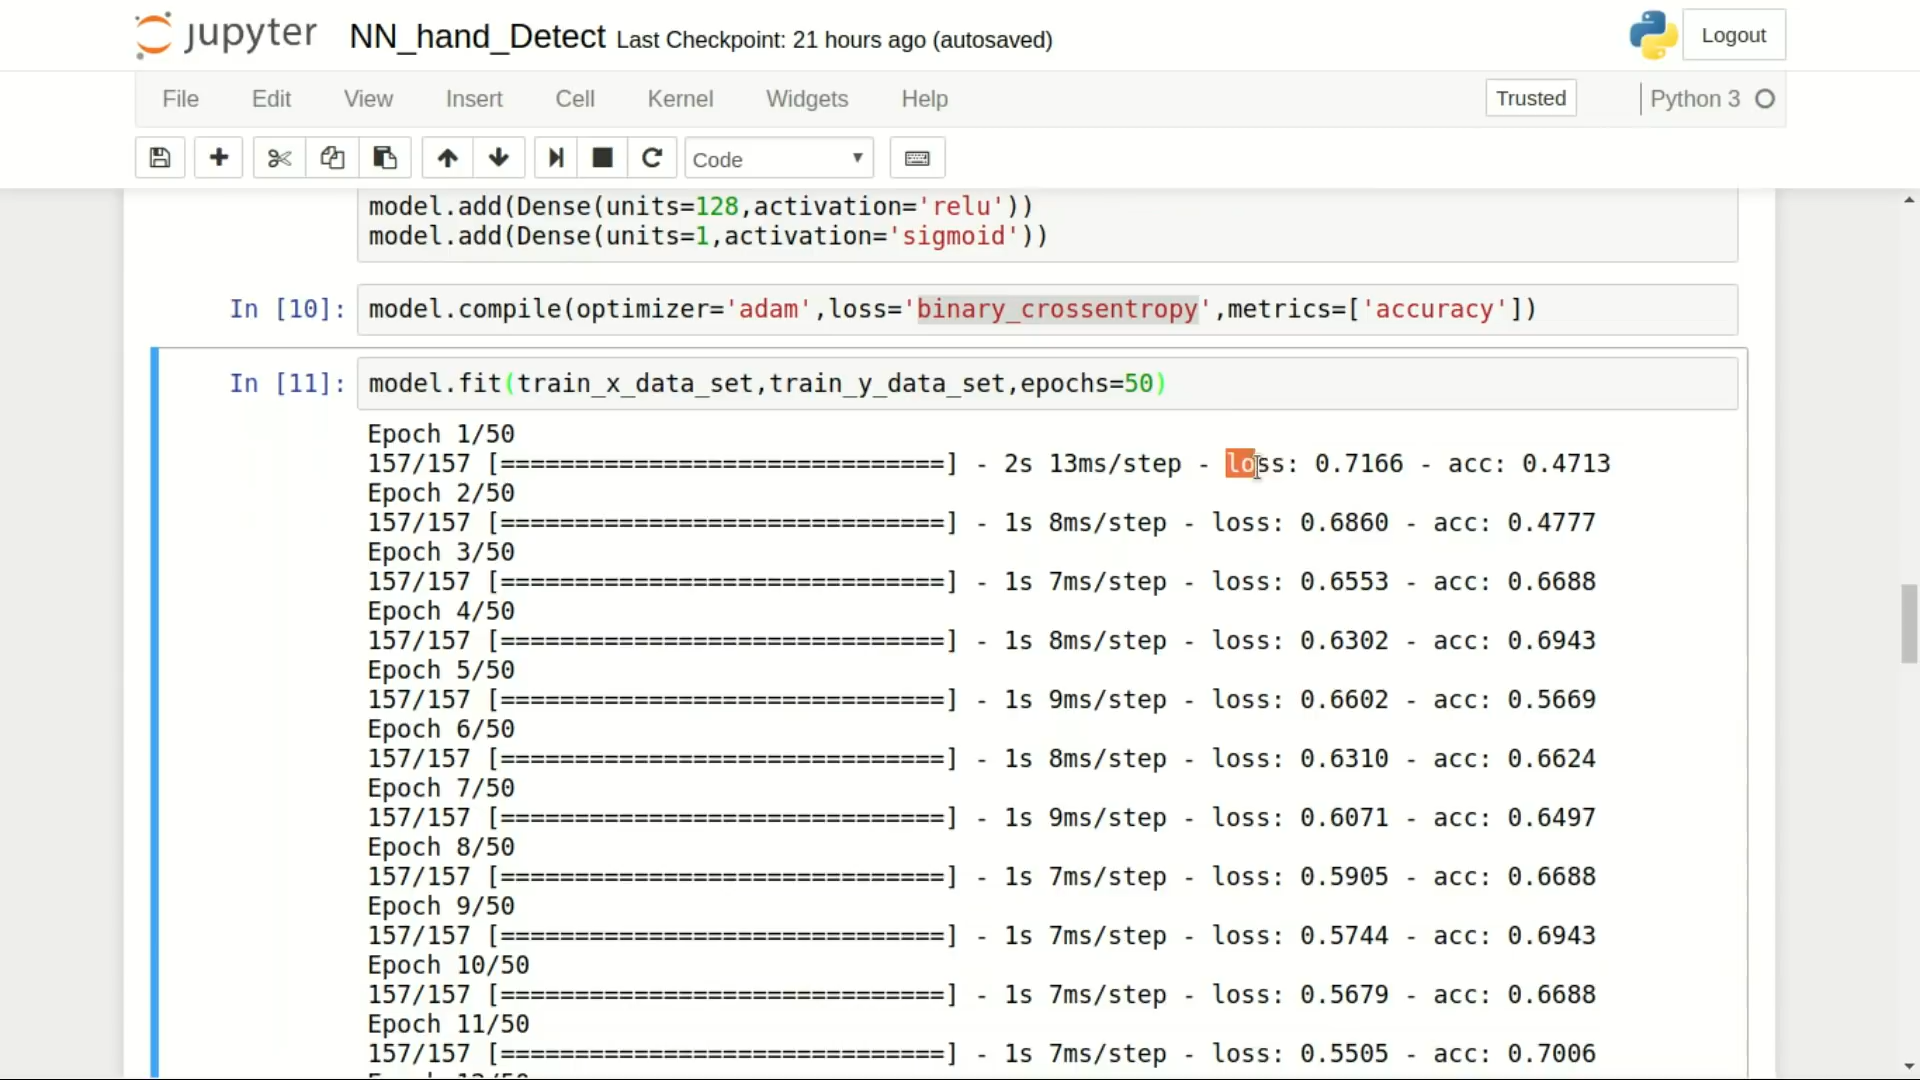 jupyter NN_hand_Detect Last Checkpoint: 21 hours ago (autosaved) Logout
File Edit View Insert Cell Kernel Widgets Help Trusted Python 3
Code
model.add(Dense(units=128,activation='relu'))
model.add(Dense(units=1,activation='sigmoid'))
In [10]: model.compile(optimizer='adam',loss='binary_crossentropy',metrics=['accuracy'])
In [11]: model.fit(train_x_data_set,train_y_data_set,epochs=50)
Epoch 1/50
157/157 [==============================] - 2s 13ms/step - loss: 0.7166 - acc: 0.4713
Epoch 2/50
157/157 [==============================] - 1s 8ms/step - loss: 0.6860 - acc: 0.4777
Epoch 3/50
157/157 [==============================] - 1s 7ms/step - loss: 0.6553 - acc: 0.6688
Epoch 4/50
157/157 [==============================] - 1s 8ms/step - loss: 0.6302 - acc: 0.6943
Epoch 5/50
157/157 [==============================] - 1s 9ms/step - loss: 0.6602 - acc: 0.5669
Epoch 6/50
157/157 [==============================] - 1s 8ms/step - loss: 0.6310 - acc: 0.6624
Epoch 7/50
157/157 [==============================] - 1s 9ms/step - loss: 0.6071 - acc: 0.6497
Epoch 8/50
157/157 [==============================] - 1s 7ms/step - loss: 0.5905 - acc: 0.6688
Epoch 9/50
157/157 [==============================] - 1s 7ms/step - loss: 0.5744 - acc: 0.6943
Epoch 10/50
157/157 [==============================] - 1s 7ms/step - loss: 0.5679 - acc: 0.6688
Epoch 11/50
157/157 [==============================] - 1s 7ms/step - loss: 0.5505 - acc: 0.7006